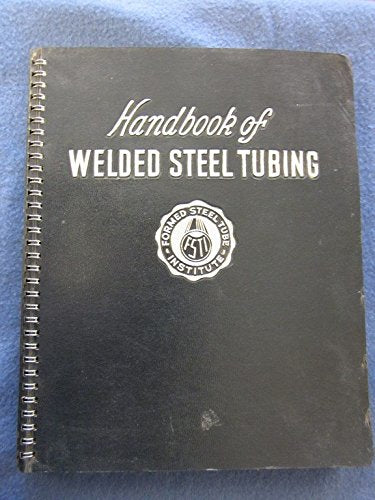 Handbook of
WELDED STEEL TUBING
FORMED STEEL TUBE
FSTI
INSTITUTE